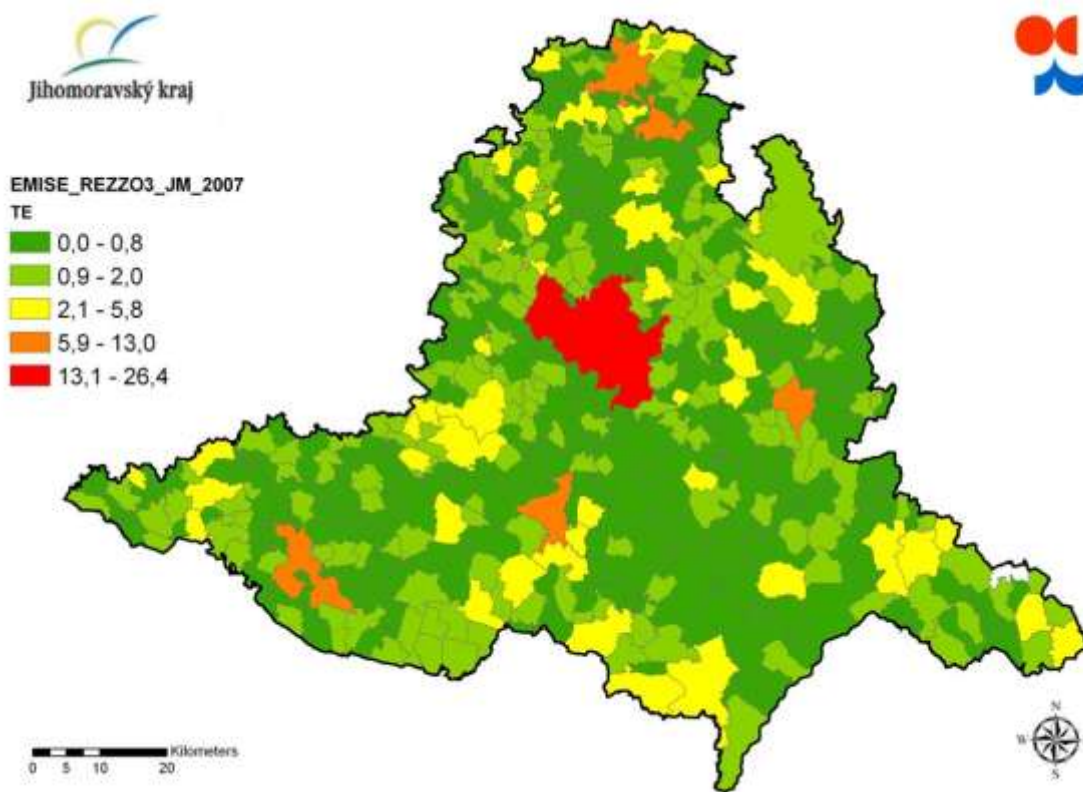 Jihomoravský kraj
EMISE_REZZO3_JM_2007
TE
0,0 - 0,8
0,9 - 2,0
2,1 - 5,8
5,9 - 13,0
13,1 - 26,4
Kilometers
0 5 10 20
N
W E
S